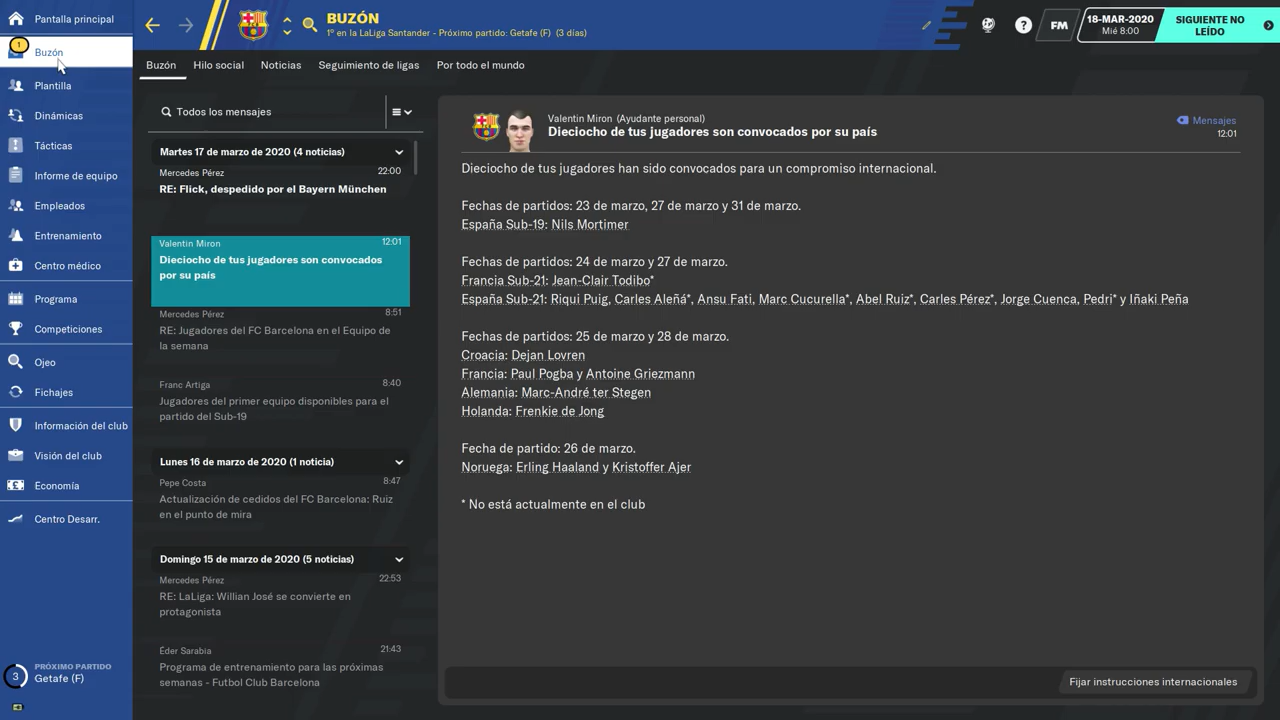 Pantalla principal
1
Buzón
Plantilla
Dinámicas
Tácticas
Informe de equipo
Empleados
Entrenamiento
Centro médico
Programa
Competiciones
Ojeo
Fichajes
Información del club
Visión del club
Economía
Centro Desarr.
3
PRÓXIMO PARTIDO
Getafe (F)
BUZÓN
1º en la LaLiga Santander - Próximo partido: Getafe (F) (3 días)
?
FM
18-MAR-2020
Mié 8:00
SIGUIENTE NO LEÍDO
Buzón
Hilo social
Noticias
Seguimiento de ligas
Por todo el mundo
Todos los mensajes
Martes 17 de marzo de 2020 (4 noticias)
Mercedes Pérez 22:00
RE: Flick, despedido por el Bayern München
Valentin Miron 12:01
Dieciocho de tus jugadores son convocados
por su país
Mercedes Pérez 8:51
RE: Jugadores del FC Barcelona en el Equipo de
la semana
Franc Artiga 8:40
Jugadores del primer equipo disponibles para el
partido del Sub-19
Lunes 16 de marzo de 2020 (1 noticia)
Pepe Costa 8:47
Actualización de cedidos del FC Barcelona: Ruiz
en el punto de mira
Domingo 15 de marzo de 2020 (5 noticias)
Mercedes Pérez 22:53
RE: LaLiga: Willian José se convierte en
protagonista
Éder Sarabia 21:43
Programa de entrenamiento para las próximas
semanas - Futbol Club Barcelona
Valentin Miron (Ayudante personal)
Dieciocho de tus jugadores son convocados por su país
Mensajes
12:01
Dieciocho de tus jugadores han sido convocados para un compromiso internacional.
Fechas de partidos: 23 de marzo, 27 de marzo y 31 de marzo.
España Sub-19: Nils Mortimer
Fechas de partidos: 24 de marzo y 27 de marzo.
Francia Sub-21: Jean-Clair Todibo*
España Sub-21: Riqui Puig, Carles Aleñá*, Ansu Fati, Marc Cucurella*, Abel Ruiz*, Carles Pérez*, Jorge Cuenca, Pedri* y Iñaki Peña
Fechas de partidos: 25 de marzo y 28 de marzo.
Croacia: Dejan Lovren
Francia: Paul Pogba y Antoine Griezmann
Alemania: Marc-André ter Stegen
Holanda: Frenkie de Jong
Fecha de partido: 26 de marzo.
Noruega: Erling Haaland y Kristoffer Ajer
* No está actualmente en el club
Fijar instrucciones internacionales